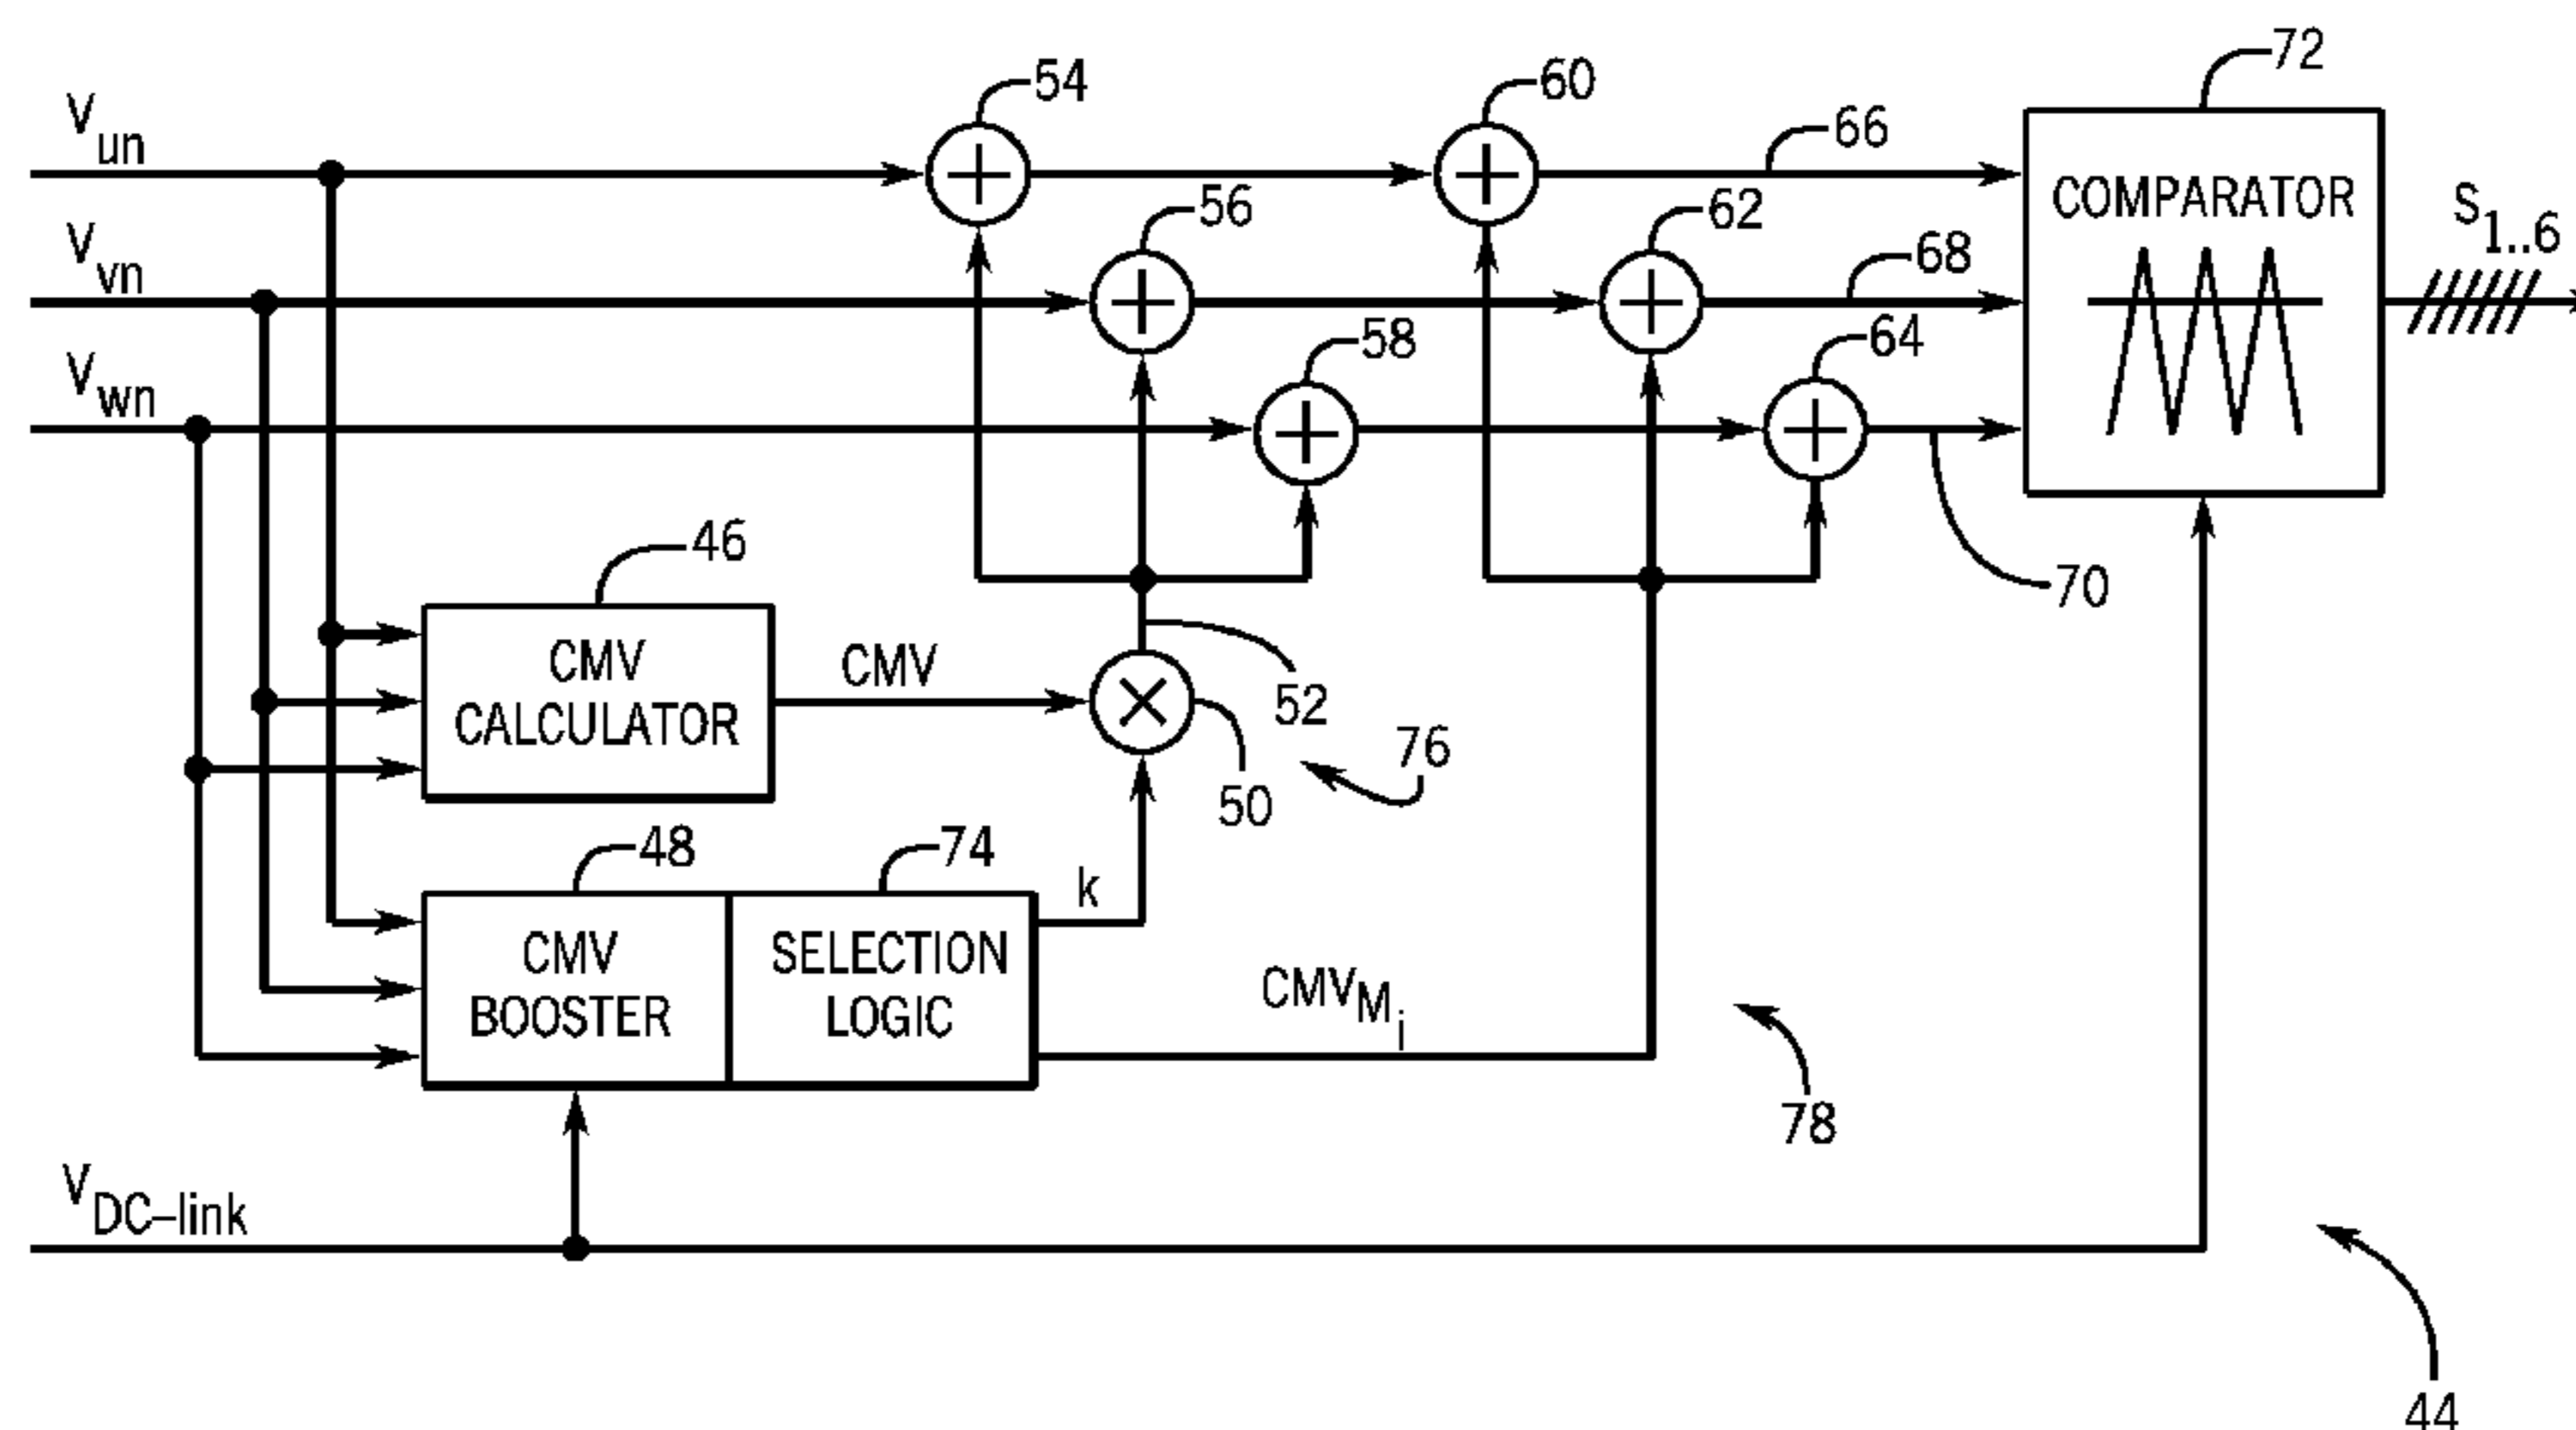 72
54
60
V_un
66
COMPARATOR
56
62
S_1..6
V_vn
68
58
64
V_wn
46
70
CMV
CALCULATOR
CMV
52
76
50
48
74
k
CMV
BOOSTER
SELECTION
LOGIC
CMV_M_i
78
V_DC–link
44